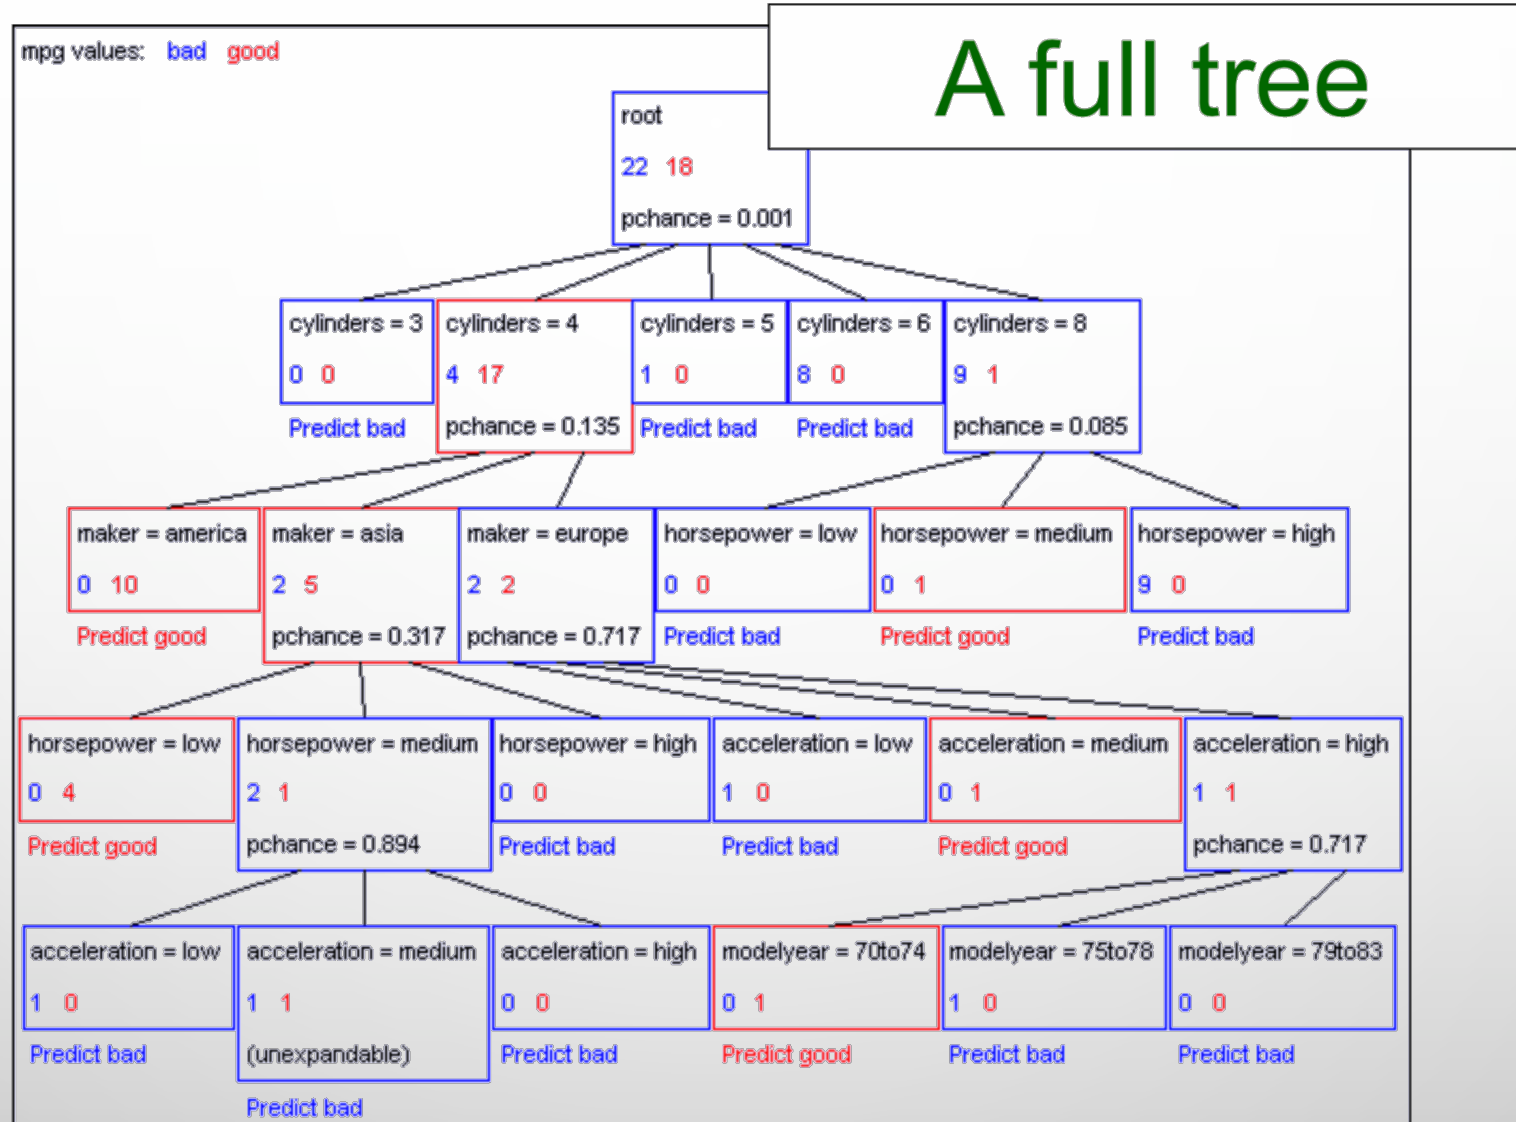 A full tree
mpg values: bad good
root
22 18
pchance = 0.001
cylinders = 3
0 0
Predict bad
cylinders = 4
4 17
pchance = 0.135
cylinders = 5
1 0
Predict bad
cylinders = 6
8 0
Predict bad
cylinders = 8
9 1
pchance = 0.085
maker = america
0 10
Predict good
maker = asia
2 5
pchance = 0.317
maker = europe
2 2
pchance = 0.717
horsepower = low
0 0
Predict bad
horsepower = medium
0 1
Predict good
horsepower = high
9 0
Predict bad
horsepower = low
0 4
Predict good
horsepower = medium
2 1
pchance = 0.894
horsepower = high
0 0
Predict bad
acceleration = low
1 0
Predict bad
acceleration = medium
0 1
Predict good
acceleration = high
1 1
pchance = 0.717
acceleration = low
1 0
Predict bad
acceleration = medium
1 1
(unexpandable)
Predict bad
acceleration = high
0 0
Predict bad
modelyear = 70to74
0 1
Predict good
modelyear = 75to78
1 0
Predict bad
modelyear = 79to83
0 0
Predict bad